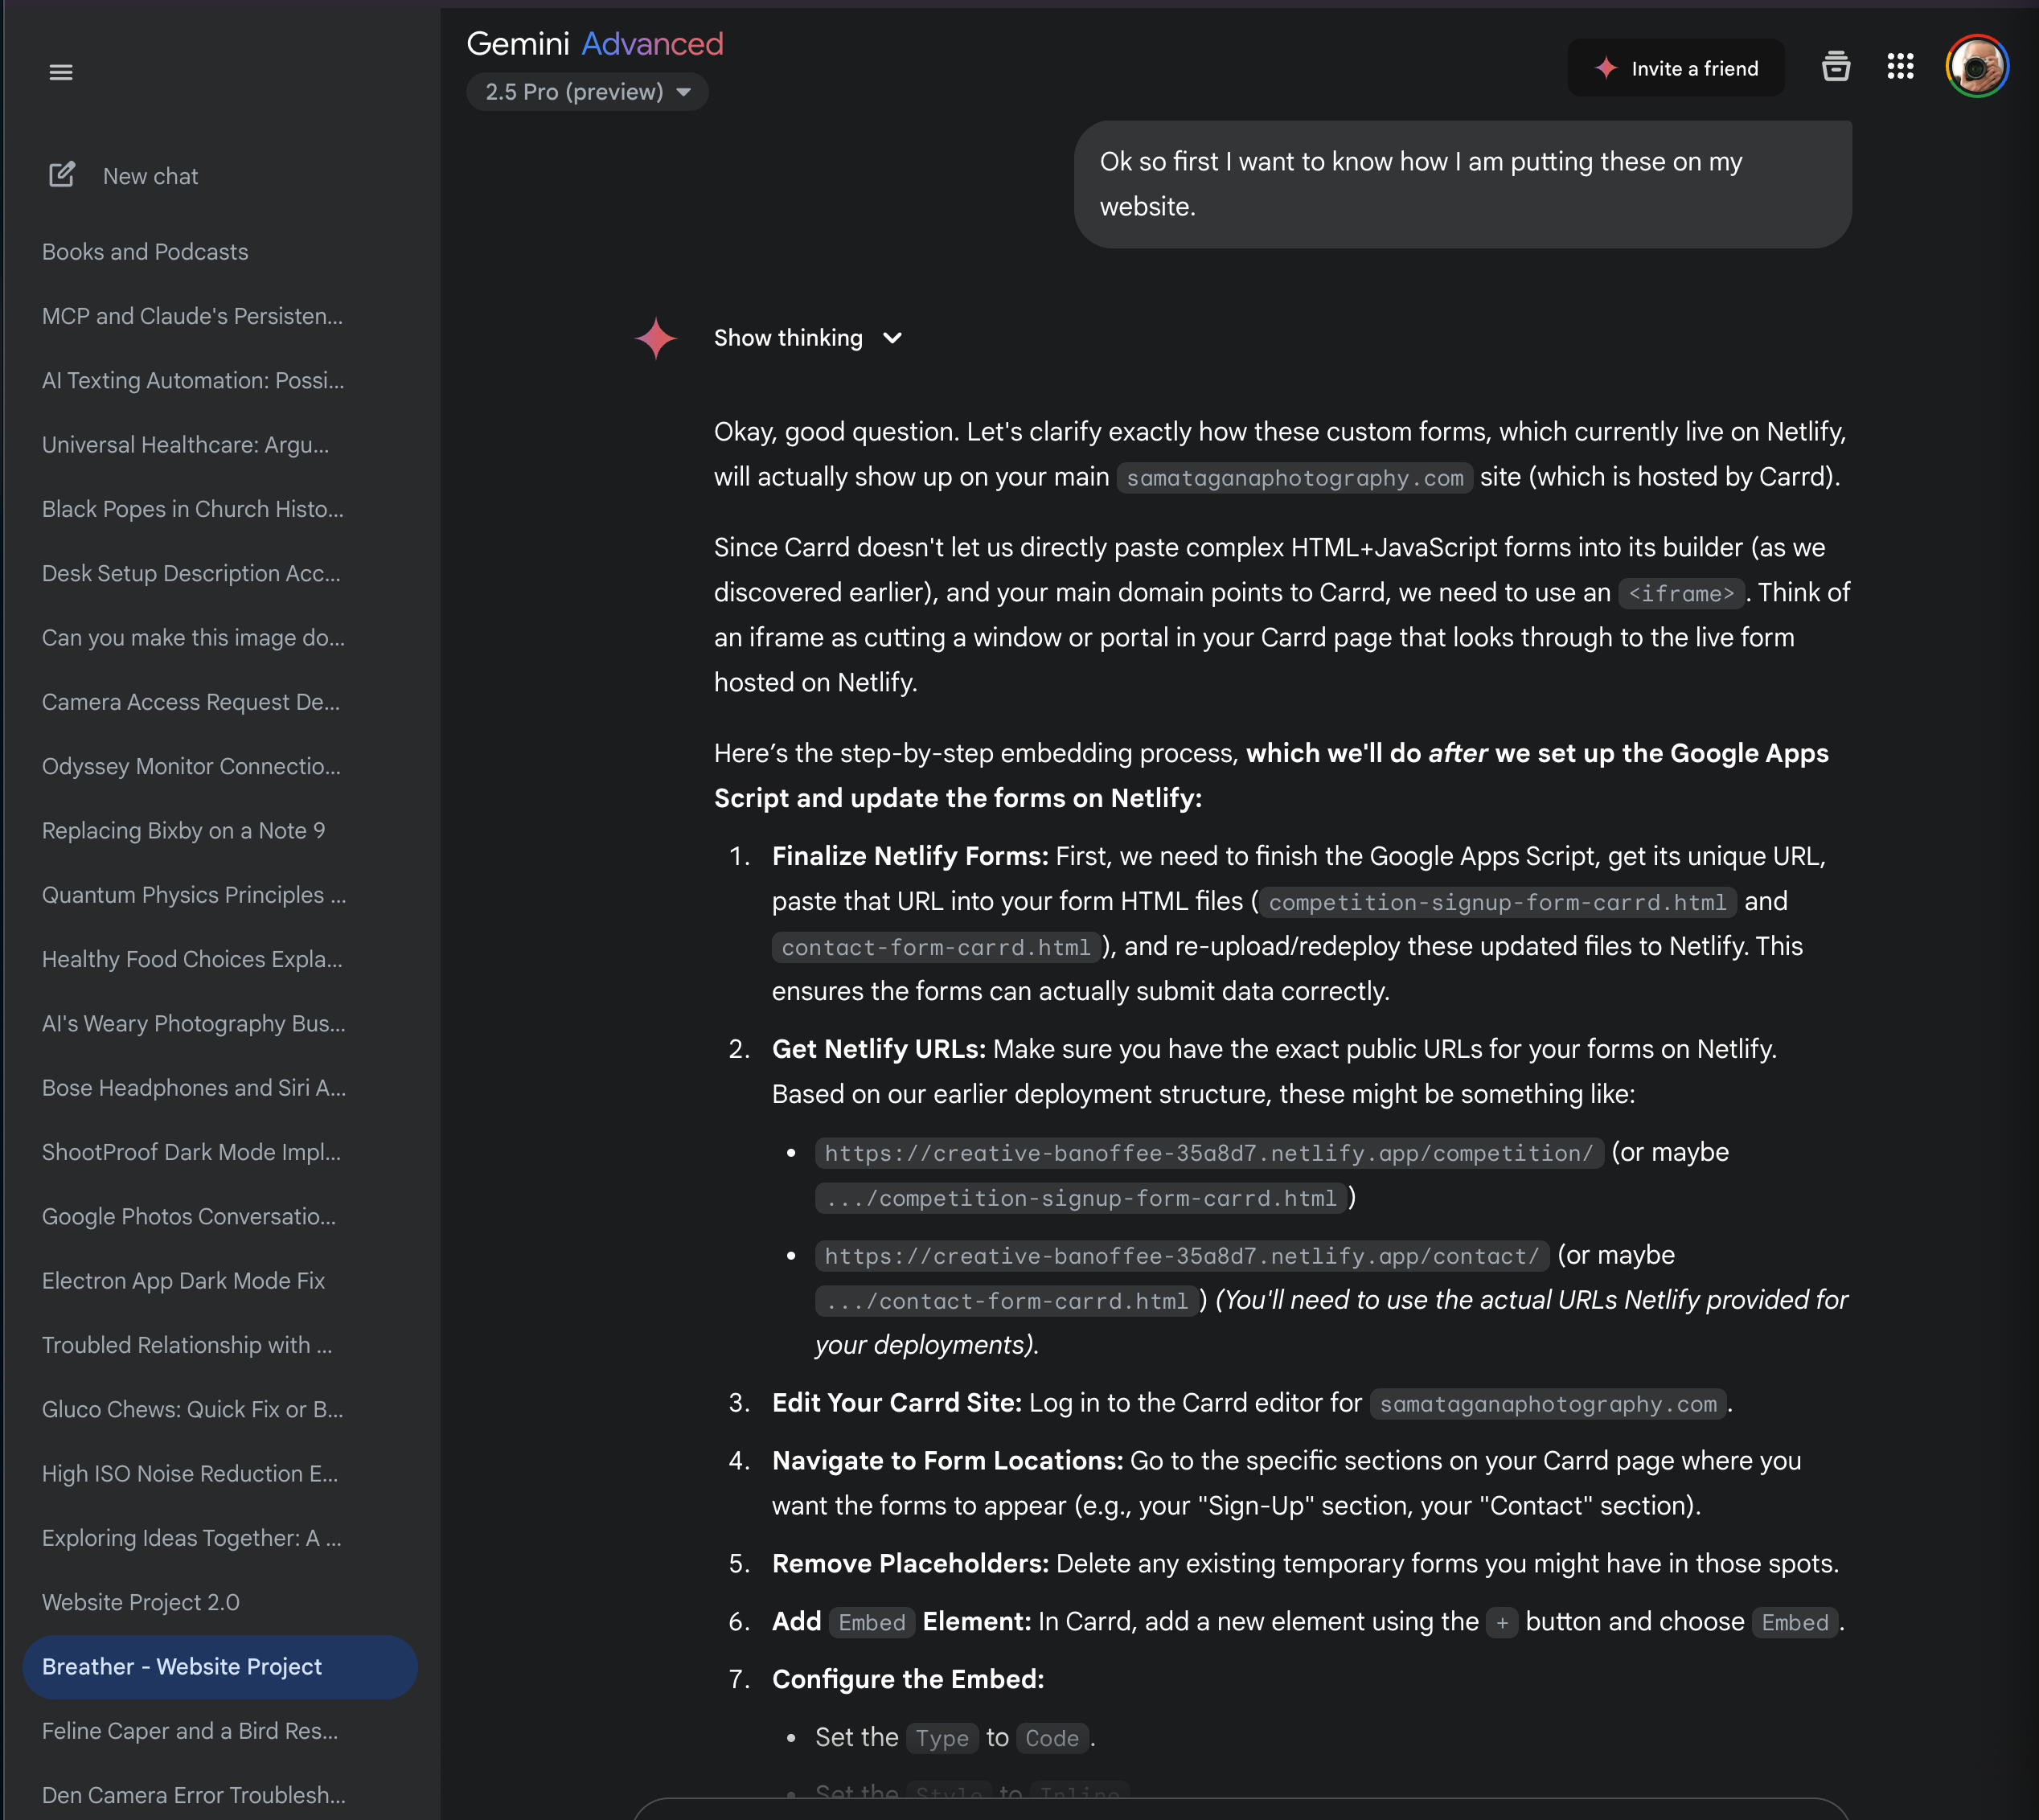 Gemini Advanced
2.5 Pro (preview)
Invite a friend
New chat
Books and Podcasts
MCP and Claude's Persisten...
AI Texting Automation: Possi...
Universal Healthcare: Argu...
Black Popes in Church Histo...
Desk Setup Description Acc...
Can you make this image do...
Camera Access Request De...
Odyssey Monitor Connectio...
Replacing Bixby on a Note 9
Quantum Physics Principles ...
Healthy Food Choices Expla...
AI's Weary Photography Bus...
Bose Headphones and Siri A...
ShootProof Dark Mode Impl...
Google Photos Conversatio...
Electron App Dark Mode Fix
Troubled Relationship with ...
Gluco Chews: Quick Fix or B...
High ISO Noise Reduction E...
Exploring Ideas Together: A ...
Website Project 2.0
Breather - Website Project
Feline Caper and a Bird Res...
Den Camera Error Troublesh...
Ok so first I want to know how I am putting these on my
website.
Show thinking
Okay, good question. Let's clarify exactly how these custom forms, which currently live on Netlify,
will actually show up on your main samataganaphotography.com site (which is hosted by Carrd).
Since Carrd doesn't let us directly paste complex HTML+JavaScript forms into its builder (as we
discovered earlier), and your main domain points to Carrd, we need to use an <iframe>. Think of
an iframe as cutting a window or portal in your Carrd page that looks through to the live form
hosted on Netlify.
Here’s the step-by-step embedding process, which we'll do after we set up the Google Apps
Script and update the forms on Netlify:
1. Finalize Netlify Forms: First, we need to finish the Google Apps Script, get its unique URL,
paste that URL into your form HTML files (competition-signup-form-carrd.html and
contact-form-carrd.html), and re-upload/redeploy these updated files to Netlify. This
ensures the forms can actually submit data correctly.
2. Get Netlify URLs: Make sure you have the exact public URLs for your forms on Netlify.
Based on our earlier deployment structure, these might be something like:
• https://creative-banoffee-35a8d7.netlify.app/competition/ (or maybe
.../competition-signup-form-carrd.html)
• https://creative-banoffee-35a8d7.netlify.app/contact/ (or maybe
.../contact-form-carrd.html) (You'll need to use the actual URLs Netlify provided for
your deployments).
3. Edit Your Carrd Site: Log in to the Carrd editor for samataganaphotography.com.
4. Navigate to Form Locations: Go to the specific sections on your Carrd page where you
want the forms to appear (e.g., your "Sign-Up" section, your "Contact" section).
5. Remove Placeholders: Delete any existing temporary forms you might have in those spots.
6. Add Embed Element: In Carrd, add a new element using the + button and choose Embed.
7. Configure the Embed:
• Set the Type to Code.
• Set the Style to Inline